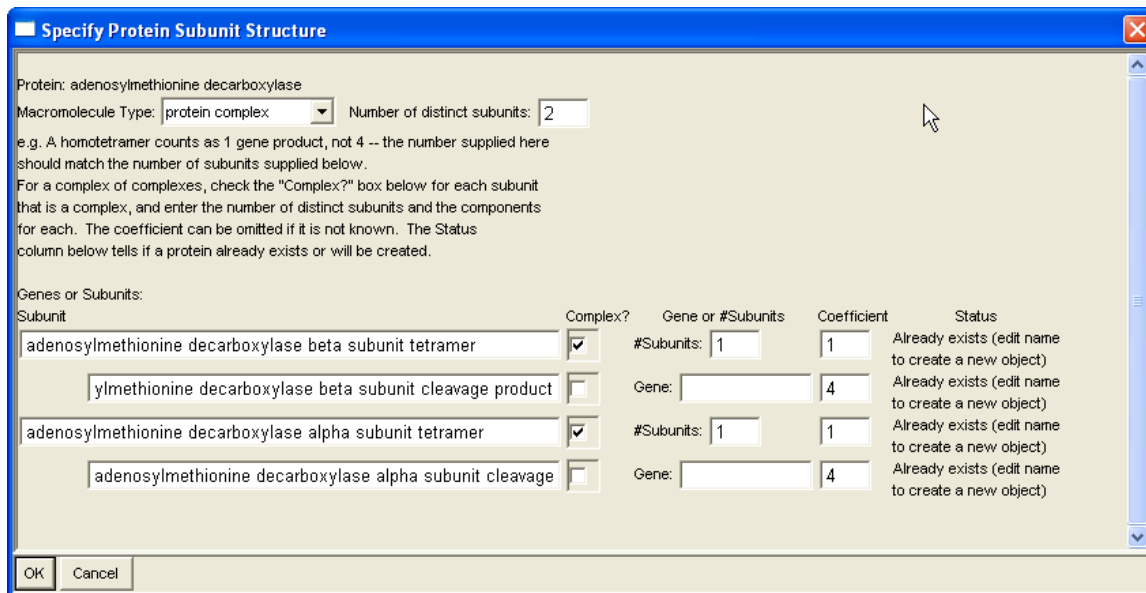 Specify Protein Subunit Structure
Protein: adenosylmethionine decarboxylase
Macromolecule Type: protein complex Number of distinct subunits: 2
e.g. A homotetramer counts as 1 gene product, not 4 -- the number supplied here
should match the number of subunits supplied below.
For a complex of complexes, check the "Complex?" box below for each subunit
that is a complex, and enter the number of distinct subunits and the components
for each. The coefficient can be omitted if it is not known. The Status
column below tells if a protein already exists or will be created.
Genes or Subunits:
Subunit Complex? Gene or #Subunits Coefficient Status
adenosylmethionine decarboxylase beta subunit tetramer #Subunits: 1 1 Already exists (edit name
to create a new object)
ylmethionine decarboxylase beta subunit cleavage product Gene: 4 Already exists (edit name
to create a new object)
adenosylmethionine decarboxylase alpha subunit tetramer #Subunits: 1 1 Already exists (edit name
to create a new object)
adenosylmethionine decarboxylase alpha subunit cleavage Gene: 4 Already exists (edit name
to create a new object)
OK Cancel